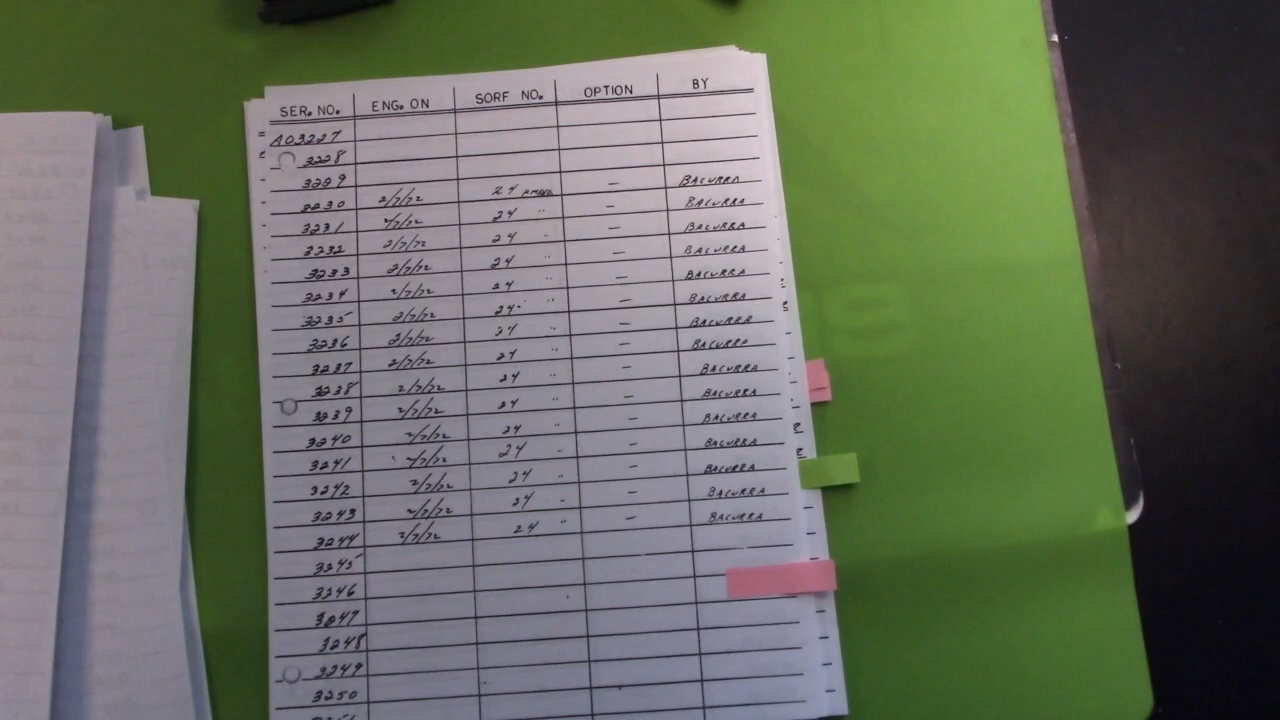 SER. NO. ENG. ON SORF NO. OPTION BY
A03227
3228
3229
3230 2/7/72 24 — BACURRA
3231 2/7/72 24 " — BACURRA
3232 2/7/72 24 " — BACURRA
3233 2/7/72 24 " — BACURRA
3234 2/7/72 24 " — BACURRA
3235 2/7/72 24 " — BACURRA
3236 2/7/72 24 " — BACURRA
3237 2/7/72 24 " — BACURRA
3238 2/7/72 24 " — BACURRA
3239 2/7/72 24 " — BACURRA
3240 2/7/72 24 " — BACURRA
3241 2/7/72 24 " — BACURRA
3242 2/7/72 24 " — BACURRA
3243 2/7/72 24 " — BACURRA
3244 2/7/72 24 " — BACURRA
3245
3246
3247
3248
3249
3250